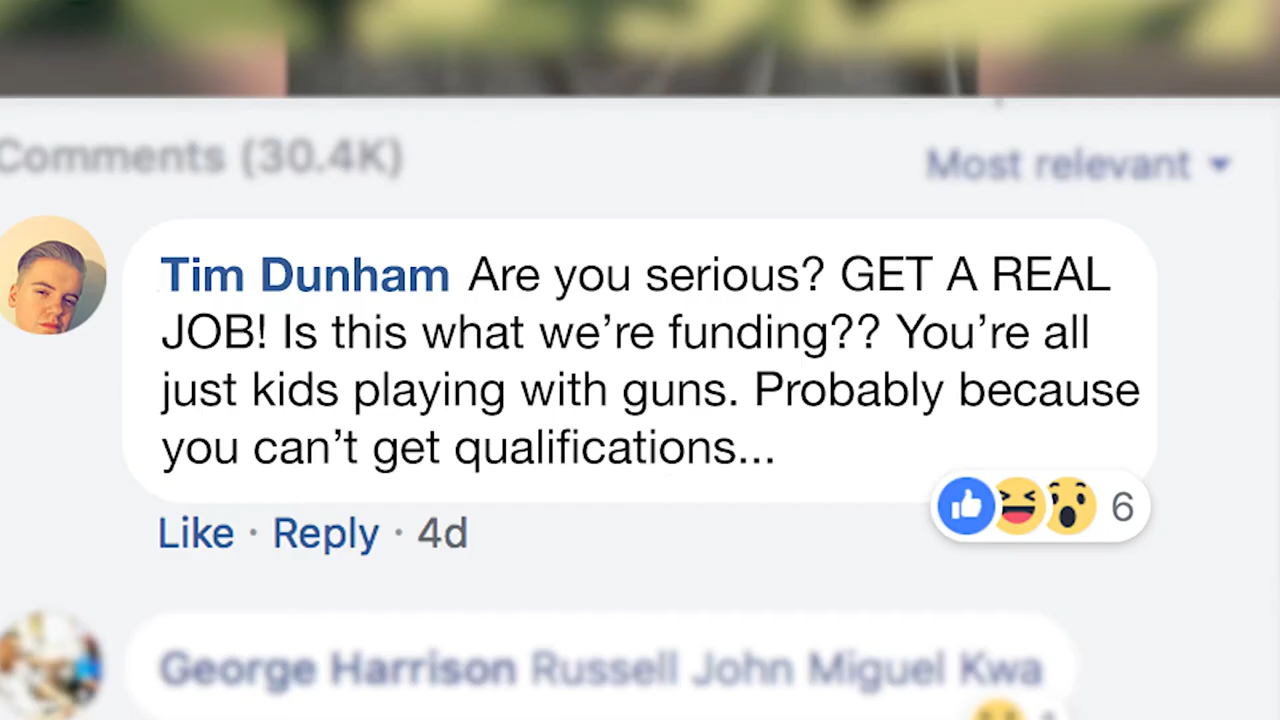 Comments (30.4K)
Most relevant
Tim Dunham Are you serious? GET A REAL
JOB! Is this what we’re funding?? You’re all
just kids playing with guns. Probably because
you can’t get qualifications...
6
Like · Reply · 4d
George Harrison Russell John Miguel Kwa